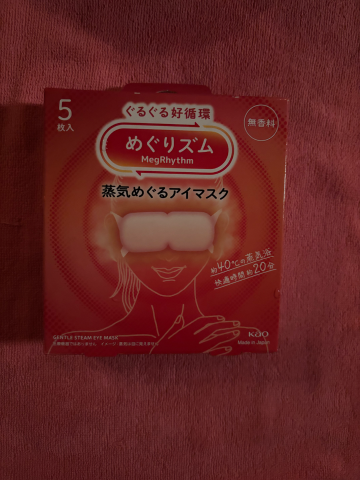 5
枚入
ぐるぐる好循環
無香料
めぐりズム
MegRhythm
蒸気めぐるアイマスク
約40℃の蒸気浴
快適時間 約20分
Kao
Made in Japan
GENTLE STEAM EYE MASK